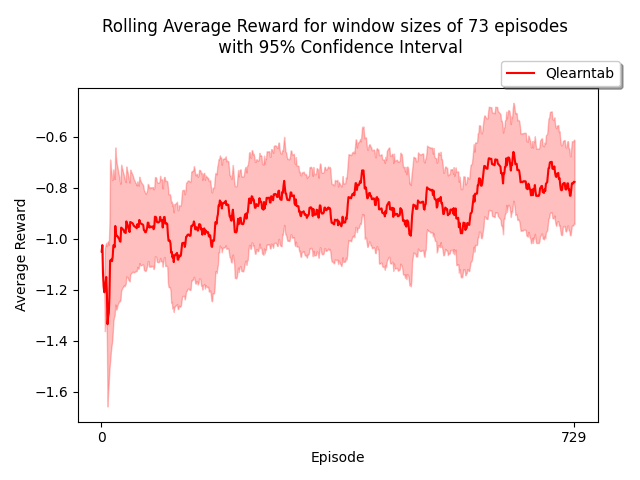 Rolling Average Reward for window sizes of 73 episodes
with 95% Confidence Interval
Qlearntab
−0.6
−0.8
−1.0
−1.2
−1.4
−1.6
Average Reward
0
729
Episode